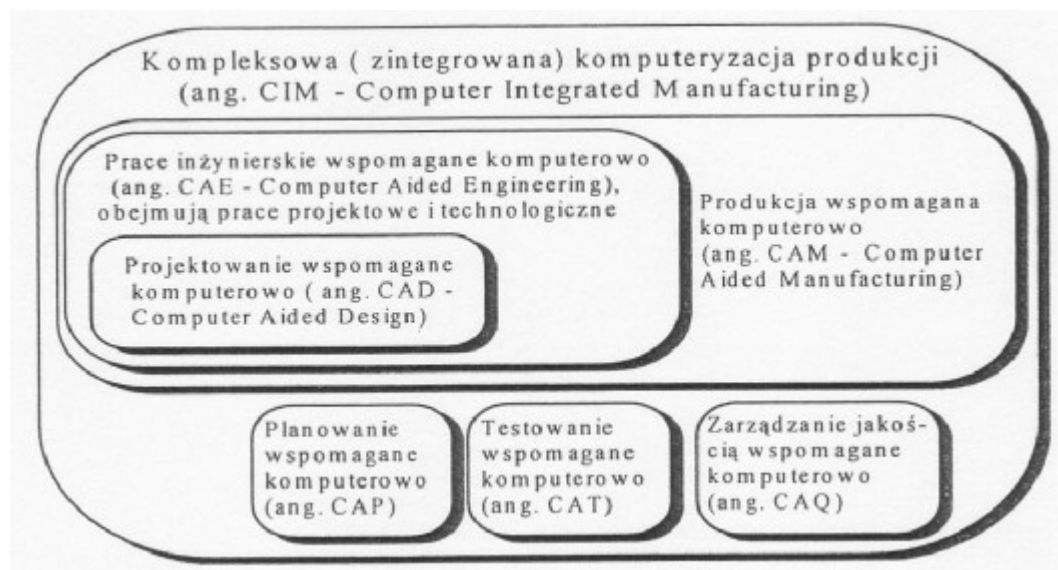 Kompleksowa ( zintegrowana) komputeryzacja produkcji
(ang. CIM - Computer Integrated Manufacturing)
Prace inżynierskie wspomagane komputerowo
(ang. CAE - Computer Aided Engineering),
obejmują prace projektowe i technologiczne
Projektowanie wspomagane
komputerowo ( ang. CAD -
Computer Aided Design)
Produkcja wspomagana
komputerowo
(ang. CAM - Computer
Aided Manufacturing)
Planowanie
wspomagane
komputerowo
(ang. CAP)
Testowanie
wspomagane
komputerowo
(ang. CAT)
Zarządzanie jakoś-
cią wspomagane
komputerowo
(ang. CAQ)